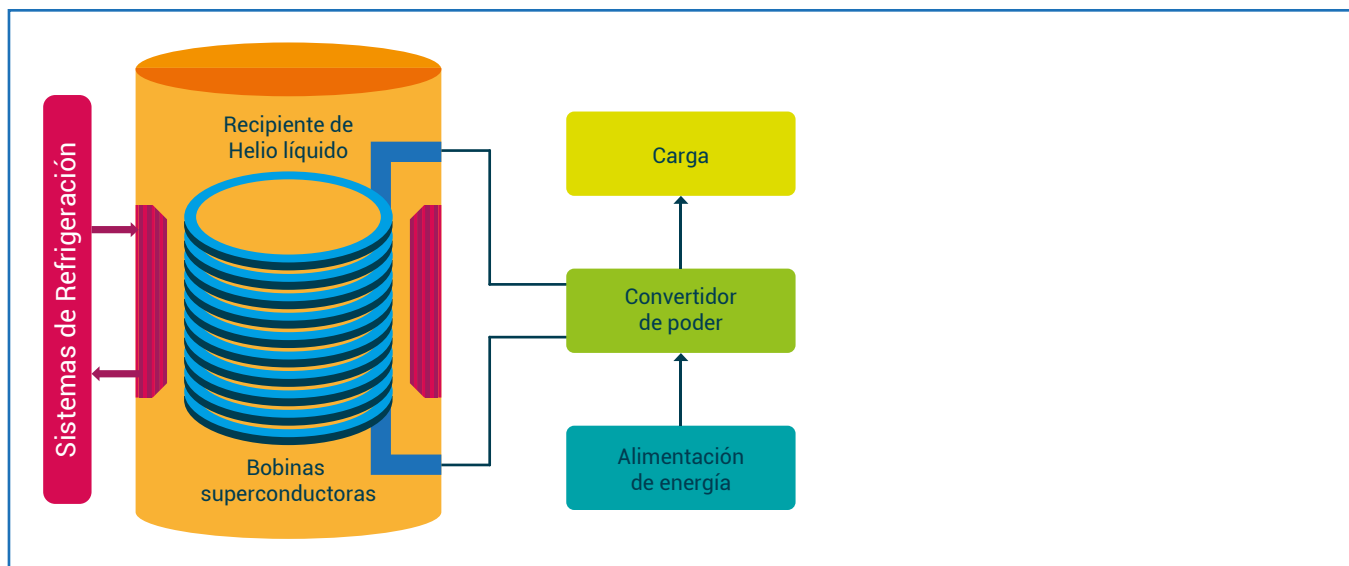 Sistemas de Refrigeración
Recipiente de
Helio líquido
Bobinas
superconductoras
Carga
Convertidor
de poder
Alimentación
de energía